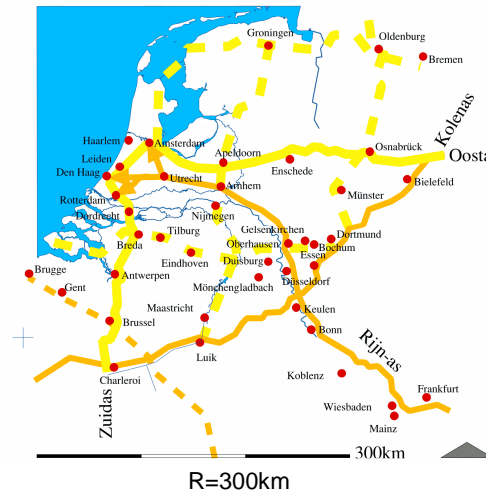 Groningen
Oldenburg
Bremen
Kolenas
Haarlem
Amsterdam
Apeldoorn
Osnabrück
Oosta
Leiden
Enschede
Den Haag
Utrecht
Arnhem
Bielefeld
Rotterdam
Münster
Dordrecht
Nijmegen
Tilburg
Gelsenkirchen
Dortmund
Breda
Oberhausen
Bochum
Essen
Eindhoven
Duisburg
Brugge
Antwerpen
Mönchengladbach
Düsseldorf
Gent
Maastricht
Keulen
Brussel
Bonn
Rijn-as
Luik
Charleroi
Koblenz
Frankfurt
Zuidas
Wiesbaden
Mainz
300km
R=300km